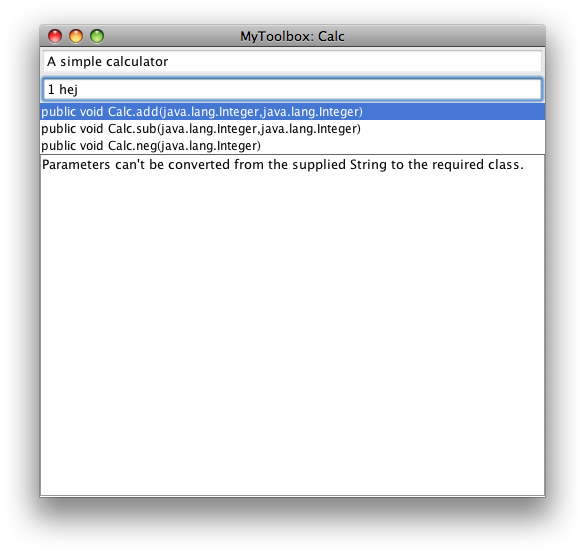 MyToolbox: Calc
A simple calculator
1 hej
public void Calc.add(java.lang.Integer,java.lang.Integer)
public void Calc.sub(java.lang.Integer,java.lang.Integer)
public void Calc.neg(java.lang.Integer)
Parameters can't be converted from the supplied String to the required class.